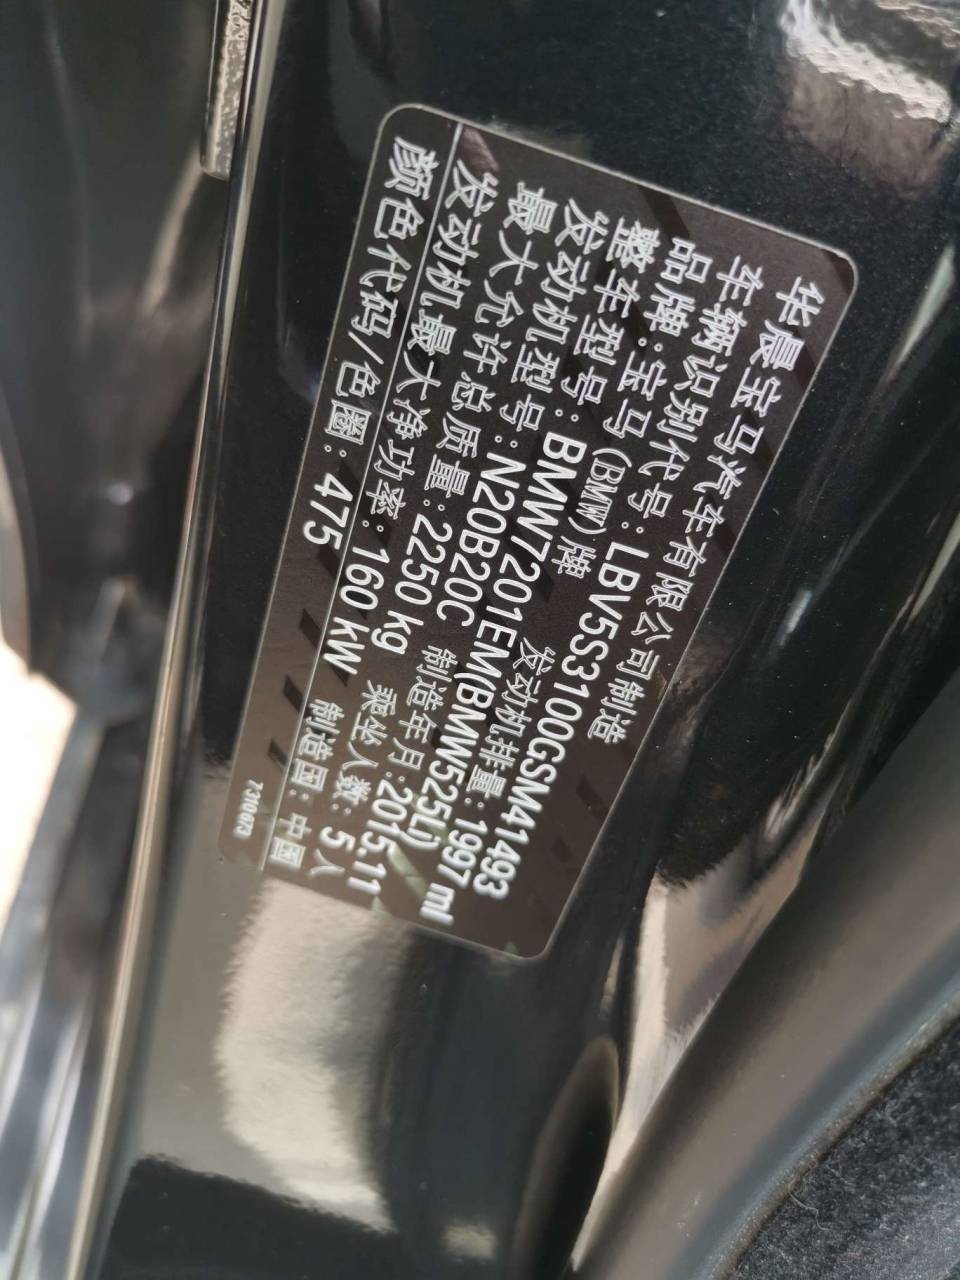 华晨宝马汽车有限公司制造
车辆识别代号: LBV5S3100GSM41493
品牌:宝马(BMW)牌 发动机排量: 1997 ml
整车型号: BMW7201EM(BMW525Li)
发动机型号: N20B20C 制造年月: 2015.11
最大允许总质量: 2250 kg 乘坐人数: 5人
发动机最大净功率: 160 kW 制造国: 中国
颜色代码/色圈: 475
7310673